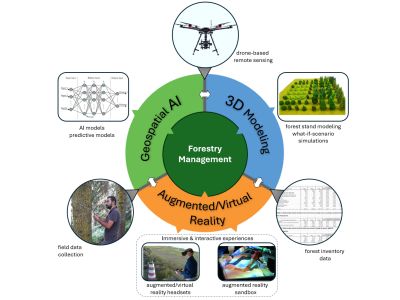 drone-based
remote sensing
Geospatial AI
3D Modeling
AI models
predictive models
forest stand modeling
what-if-scenario
simulations
Forestry
Management
Augmented/Virtual
Reality
field data
collection
forest inventory
data
Immersive & interactive experiences
augmented/virtual
reality headsets
augmented reality
sandbox